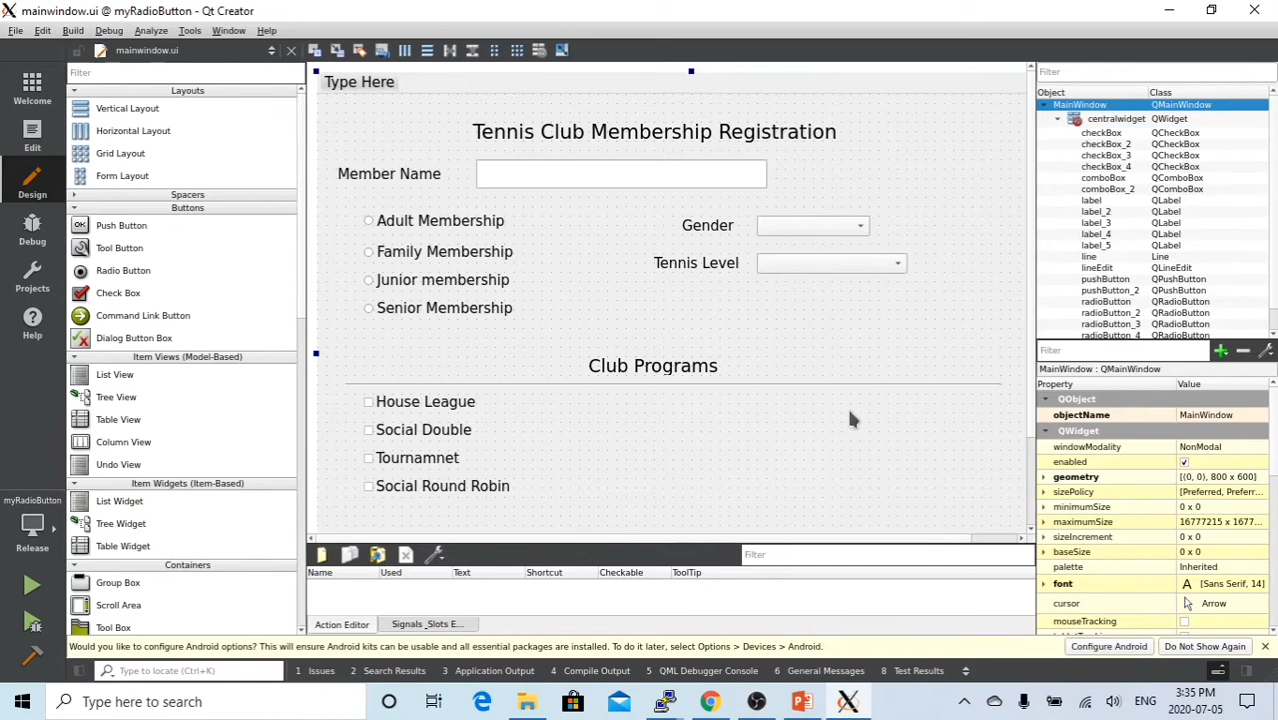 mainwindow.ui @ myRadioButton - Qt Creator
File Edit Build Debug Analyze Tools Window Help
mainwindow.ui
Filter
Layouts
Vertical Layout
Horizontal Layout
Grid Layout
Form Layout
Spacers
Buttons
OK Push Button
Tool Button
Radio Button
Check Box
Command Link Button
Dialog Button Box
Item Views (Model-Based)
List View
Tree View
Table View
Column View
Undo View
Item Widgets (Item-Based)
List Widget
Tree Widget
Table Widget
Containers
Group Box
Scroll Area
Tool Box
Welcome
Edit
Design
Debug
Projects
Help
myRadioButton
Release
Type Here
Tennis Club Membership Registration
Member Name
Adult Membership
Family Membership
Junior membership
Senior Membership
Gender
Tennis Level
Club Programs
House League
Social Double
Tournamnet
Social Round Robin
Filter
Name Used Text Shortcut Checkable ToolTip
Action Editor Signals _Slots E...
Filter
Object Class
MainWindow QMainWindow
centralwidget QWidget
checkBox QCheckBox
checkBox_2 QCheckBox
checkBox_3 QCheckBox
checkBox_4 QCheckBox
comboBox QComboBox
comboBox_2 QComboBox
label QLabel
label_2 QLabel
label_3 QLabel
label_4 QLabel
label_5 QLabel
line Line
lineEdit QLineEdit
pushButton QPushButton
pushButton_2 QPushButton
radioButton QRadioButton
radioButton_2 QRadioButton
radioButton_3 QRadioButton
radioButton_4 QRadioButton
Filter
MainWindow : QMainWindow
Property Value
QObject
objectName MainWindow
QWidget
windowModality NonModal
enabled
geometry [(0, 0), 800 x 600]
sizePolicy [Preferred, Preferr...
minimumSize 0 x 0
maximumSize 16777215 x 1677...
sizeIncrement 0 x 0
baseSize 0 x 0
palette Inherited
font A [Sans Serif, 14]
cursor Arrow
mouseTracking
Would you like to configure Android options? This will ensure Android kits can be usable and all essential packages are installed. To do it later, select Options > Devices > Android.
Configure Android Do Not Show Again
Type to locate (Ctrl+K)
1 Issues 2 Search Results 3 Application Output 4 Compile Output 5 QML Debugger Console 6 General Messages 8 Test Results
Type here to search
ENG
3:35 PM
2020-07-05